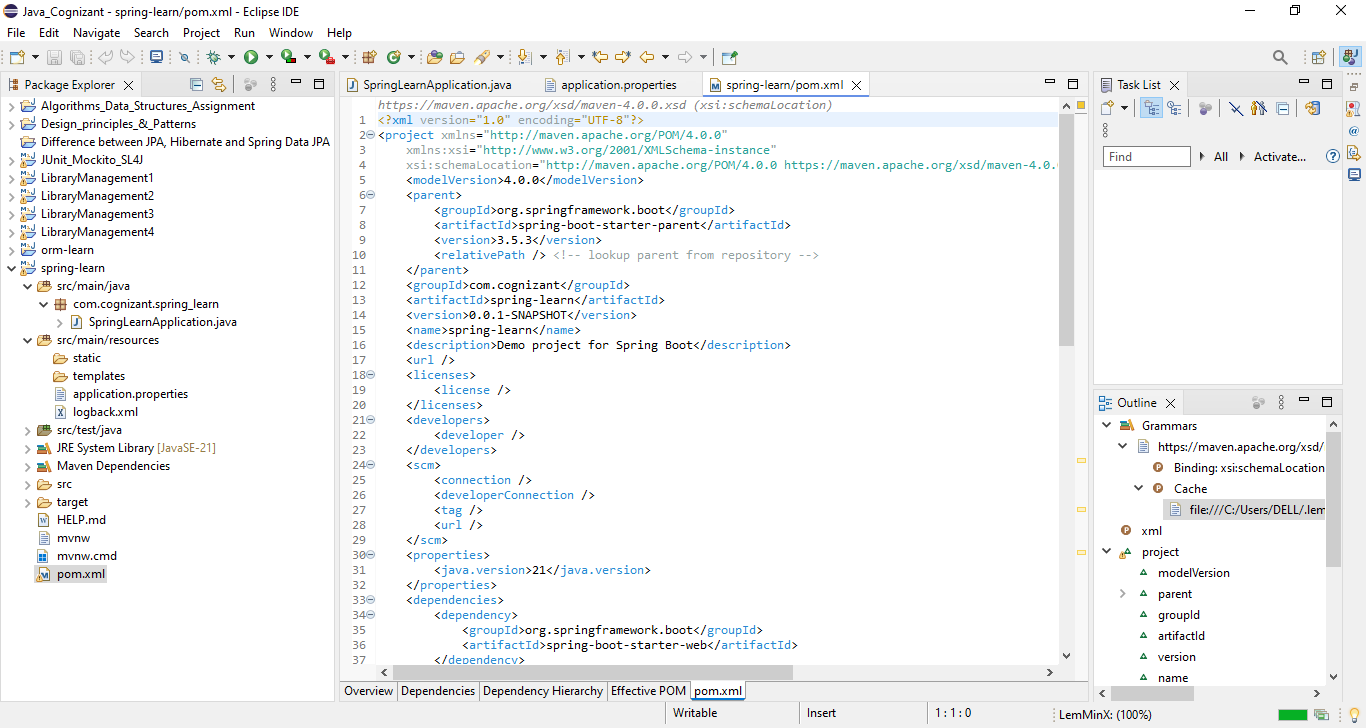 Java_Cognizant - spring-learn/pom.xml - Eclipse IDE
File Edit Navigate Search Project Run Window Help
Package Explorer
Algorithms_Data_Structures_Assignment
Design_principles_&_Patterns
Difference between JPA, Hibernate and Spring Data JPA
JUnit_Mockito_SL4J
LibraryManagement1
LibraryManagement2
LibraryManagement3
LibraryManagement4
orm-learn
spring-learn
src/main/java
com.cognizant.spring_learn
SpringLearnApplication.java
src/main/resources
static
templates
application.properties
logback.xml
src/test/java
JRE System Library [JavaSE-21]
Maven Dependencies
src
target
HELP.md
mvnw
mvnw.cmd
pom.xml
SpringLearnApplication.java application.properties spring-learn/pom.xml
https://maven.apache.org/xsd/maven-4.0.0.xsd (xsi:schemaLocation)
1 <?xml version="1.0" encoding="UTF-8"?>
2 <project xmlns="http://maven.apache.org/POM/4.0.0"
3 xmlns:xsi="http://www.w3.org/2001/XMLSchema-instance"
4 xsi:schemaLocation="http://maven.apache.org/POM/4.0.0 https://maven.apache.org/xsd/maven-4.0.
5 <modelVersion>4.0.0</modelVersion>
6 <parent>
7 <groupId>org.springframework.boot</groupId>
8 <artifactId>spring-boot-starter-parent</artifactId>
9 <version>3.5.3</version>
10 <relativePath /> <!-- lookup parent from repository -->
11 </parent>
12 <groupId>com.cognizant</groupId>
13 <artifactId>spring-learn</artifactId>
14 <version>0.0.1-SNAPSHOT</version>
15 <name>spring-learn</name>
16 <description>Demo project for Spring Boot</description>
17 <url />
18 <licenses>
19 <license />
20 </licenses>
21 <developers>
22 <developer />
23 </developers>
24 <scm>
25 <connection />
26 <developerConnection />
27 <tag />
28 <url />
29 </scm>
30 <properties>
31 <java.version>21</java.version>
32 </properties>
33 <dependencies>
34 <dependency>
35 <groupId>org.springframework.boot</groupId>
36 <artifactId>spring-boot-starter-web</artifactId>
37 </dependency>
Overview Dependencies Dependency Hierarchy Effective POM pom.xml
Task List
Find All Activate...
Outline
Grammars
https://maven.apache.org/xsd/
Binding: xsi:schemaLocation
Cache
file:///C:/Users/DELL/.lem
xml
project
modelVersion
parent
groupId
artifactId
version
name
Writable Insert 1 : 1 : 0 LemMinX: (100%)